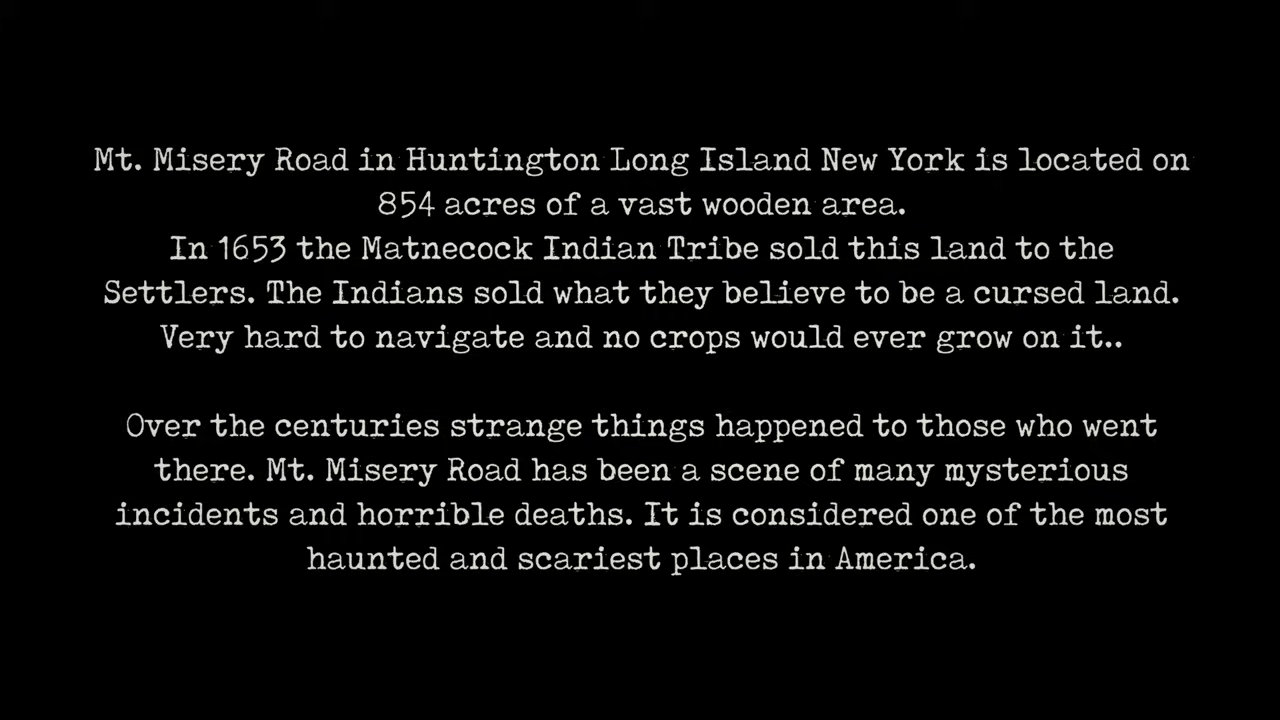 Mt. Misery Road in Huntington Long Island New York is located on
854 acres of a vast wooden area.
In 1653 the Matnecock Indian Tribe sold this land to the
Settlers. The Indians sold what they believe to be a cursed land.
Very hard to navigate and no crops would ever grow on it..
Over the centuries strange things happened to those who went
there. Mt. Misery Road has been a scene of many mysterious
incidents and horrible deaths. It is considered one of the most
haunted and scariest places in America.